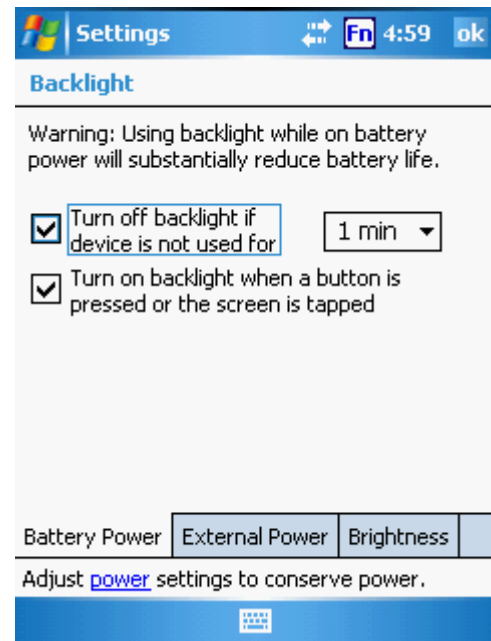 Settings Fn 4:59 ok
Backlight
Warning: Using backlight while on battery
power will substantially reduce battery life.
Turn off backlight if
device is not used for
1 min
Turn on backlight when a button is
pressed or the screen is tapped
Battery Power External Power Brightness
Adjust power settings to conserve power.